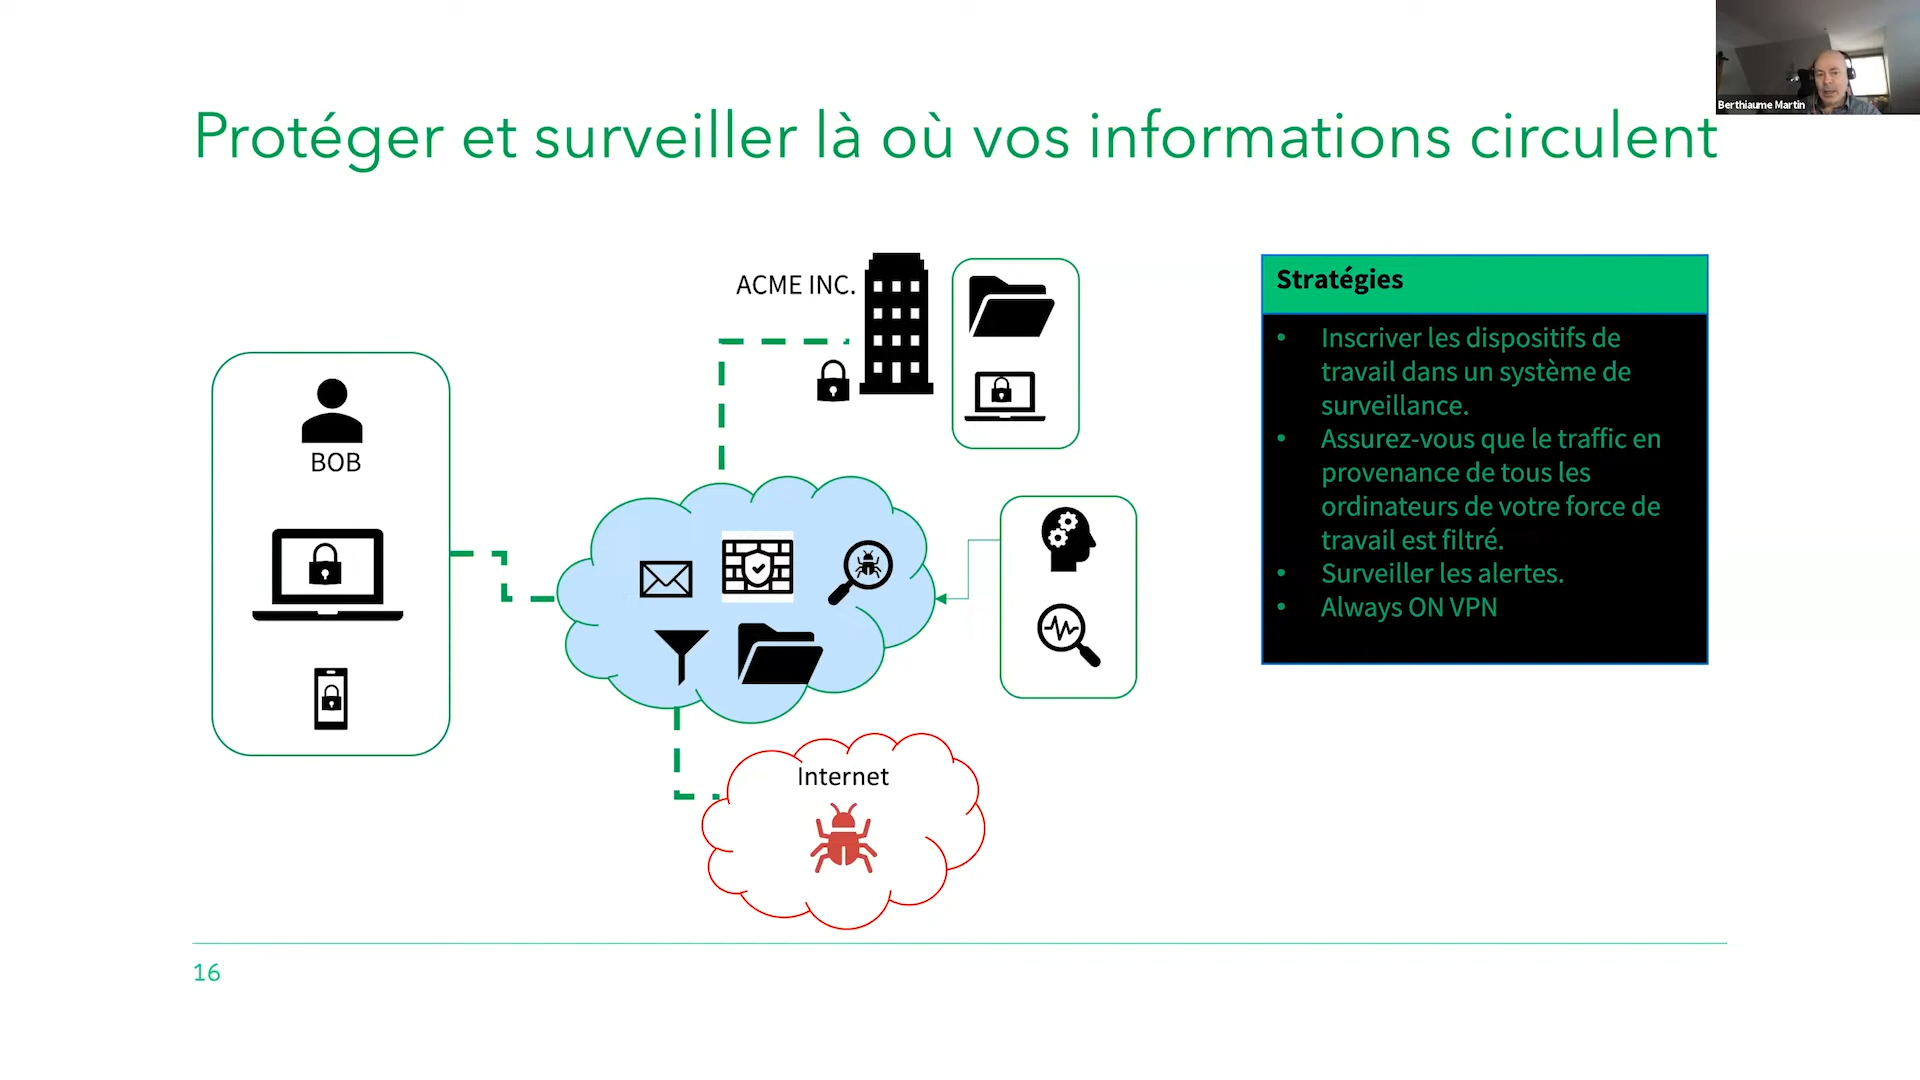 Berthiaume Martin
Protéger et surveiller là où vos informations circulent
ACME INC.
BOB
Internet
Stratégies
• Inscriver les dispositifs de
travail dans un système de
surveillance.
• Assurez-vous que le traffic en
provenance de tous les
ordinateurs de votre force de
travail est filtré.
• Surveiller les alertes.
• Always ON VPN
16